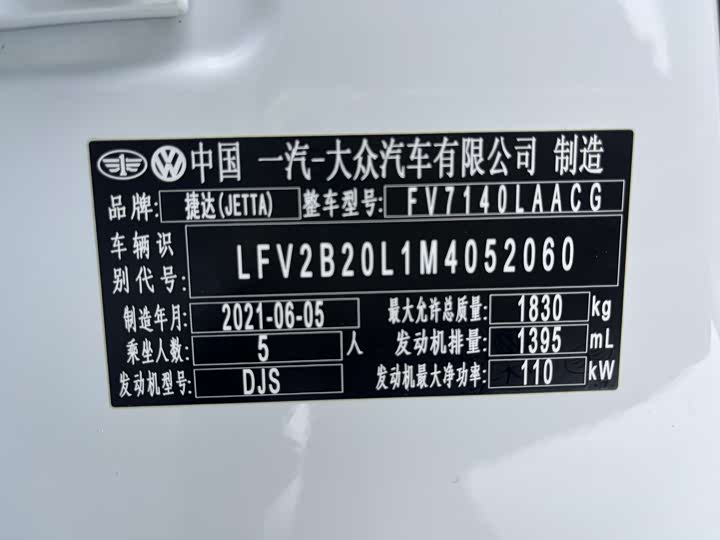 中国 一汽-大众汽车有限公司 制造
品牌: 捷达(JETTA) 整车型号: FV7140LAACG
车辆识别代号: LFV2B20L1M4052060
制造年月: 2021-06-05 最大允许总质量: 1830 kg
乘坐人数: 5 人 发动机排量: 1395 mL
发动机型号: DJS 发动机最大净功率: 110 kW